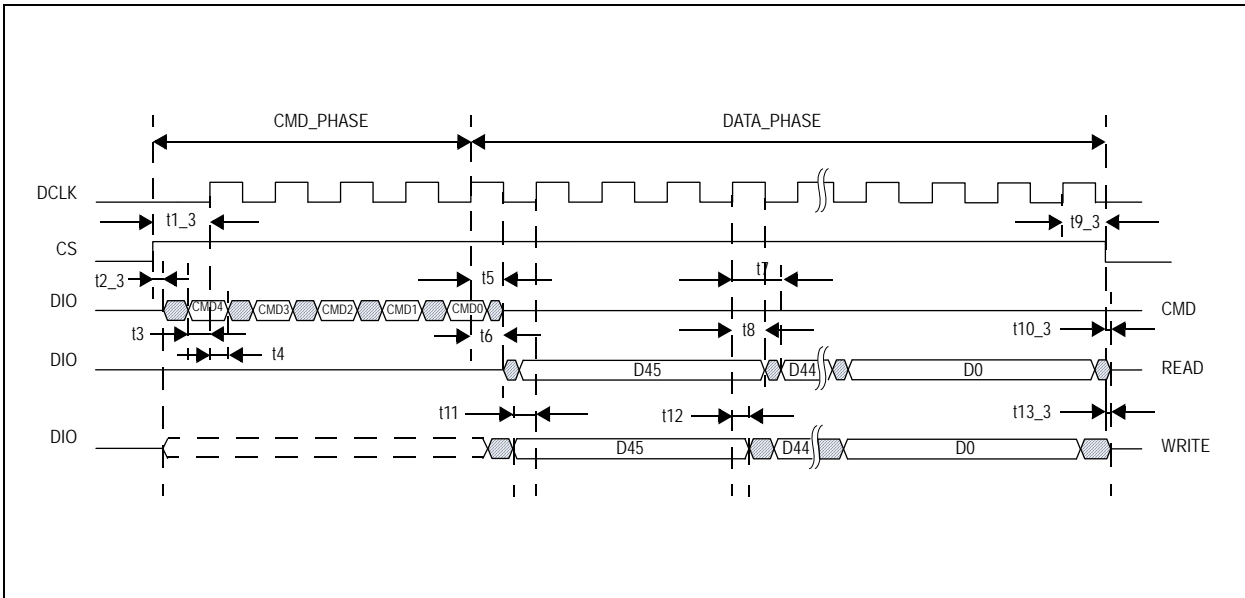 CMD_PHASE DATA_PHASE
DCLK
t1_3 t9_3
CS
t2_3 t5 t7
DIO CMD4 CMD3 CMD2 CMD1 CMD0 CMD
t3 t6 t8 t10_3
t4
DIO D45 D44 D0 READ
t11 t12 t13_3
DIO D45 D44 D0 WRITE